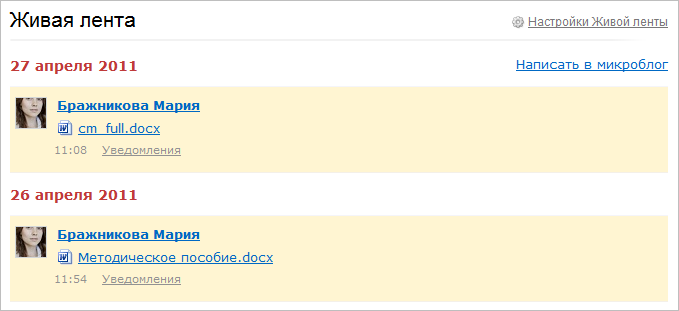 Живая лента
Настройки Живой ленты
27 апреля 2011
Написать в микроблог
Бражникова Мария
cm_full.docx
11:08 Уведомления
26 апреля 2011
Бражникова Мария
Методическое пособие.docx
11:54 Уведомления